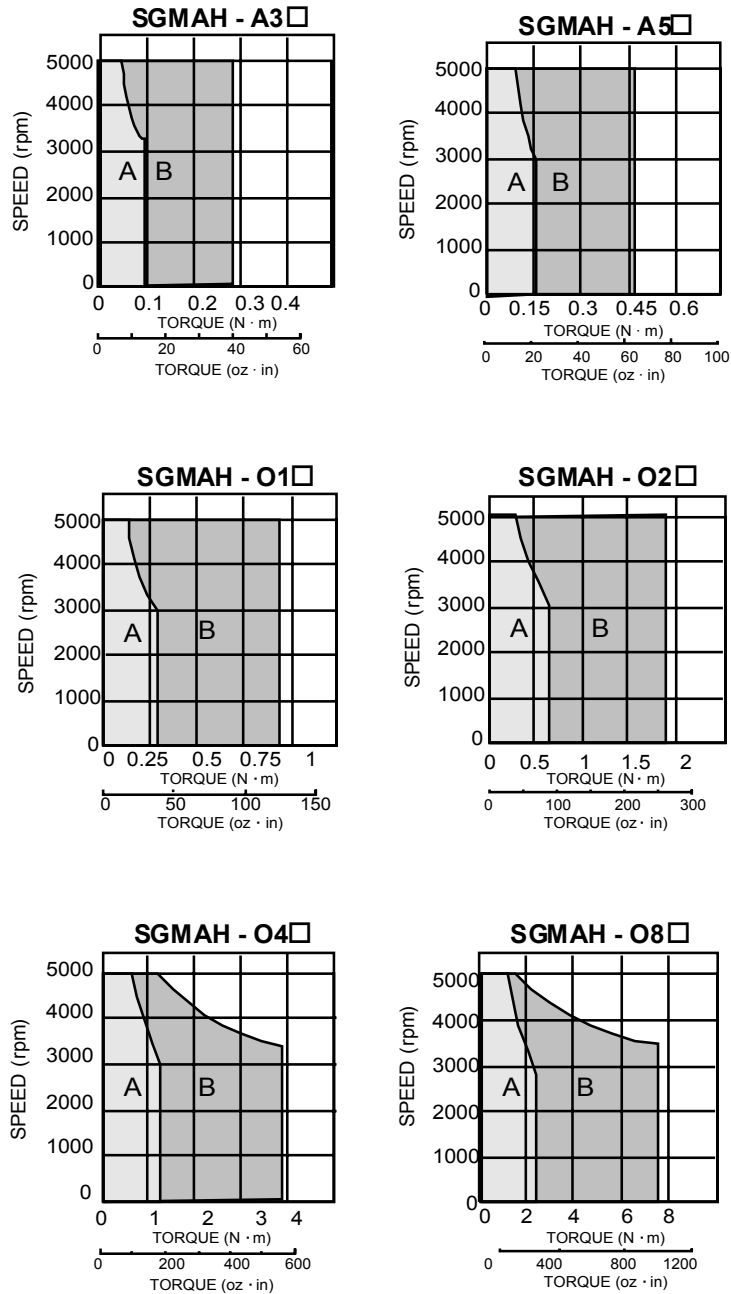 SGMAH - A3□
SPEED (rpm)
5000
4000
3000
2000
1000
0
A B
0 0.1 0.2 0.3 0.4
TORQUE (N · m)
0 20 40 60
TORQUE (oz · in)
SGMAH - A5□
SPEED (rpm)
5000
4000
3000
2000
1000
0
A B
0 0.15 0.3 0.45 0.6
TORQUE (N · m)
0 20 40 60 80 100
TORQUE (oz · in)
SGMAH - O1□
SPEED (rpm)
5000
4000
3000
2000
1000
0
A B
0 0.25 0.5 0.75 1
TORQUE (N · m)
0 50 100 150
TORQUE (oz · in)
SGMAH - O2□
SPEED (rpm)
5000
4000
3000
2000
1000
0
A B
0 0.5 1 1.5 2
TORQUE (N · m)
0 100 200 300
TORQUE (oz · in)
SGMAH - O4□
SPEED (rpm)
5000
4000
3000
2000
1000
0
A B
0 1 2 3 4
TORQUE (N · m)
0 200 400 600
TORQUE (oz · in)
SGMAH - O8□
SPEED (rpm)
5000
4000
3000
2000
1000
0
A B
0 2 4 6 8
TORQUE (N · m)
0 400 800 1200
TORQUE (oz · in)